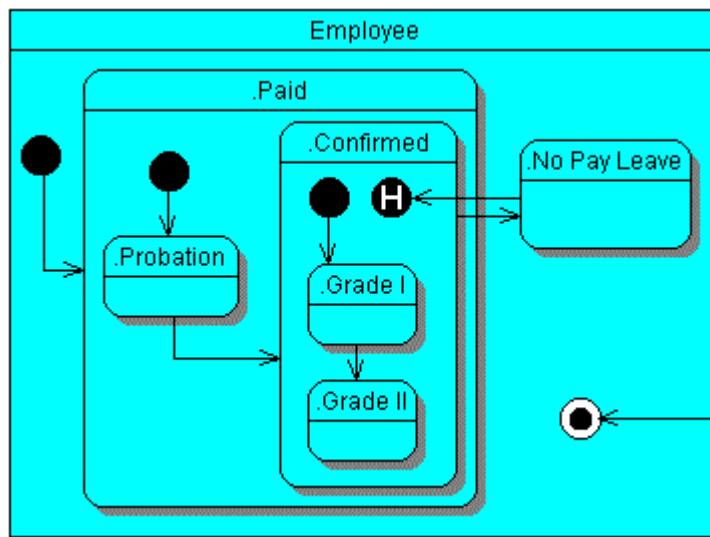 Employee
.Paid
.Confirmed
.No Pay Leave
H
.Probation
.Grade I
.Grade II